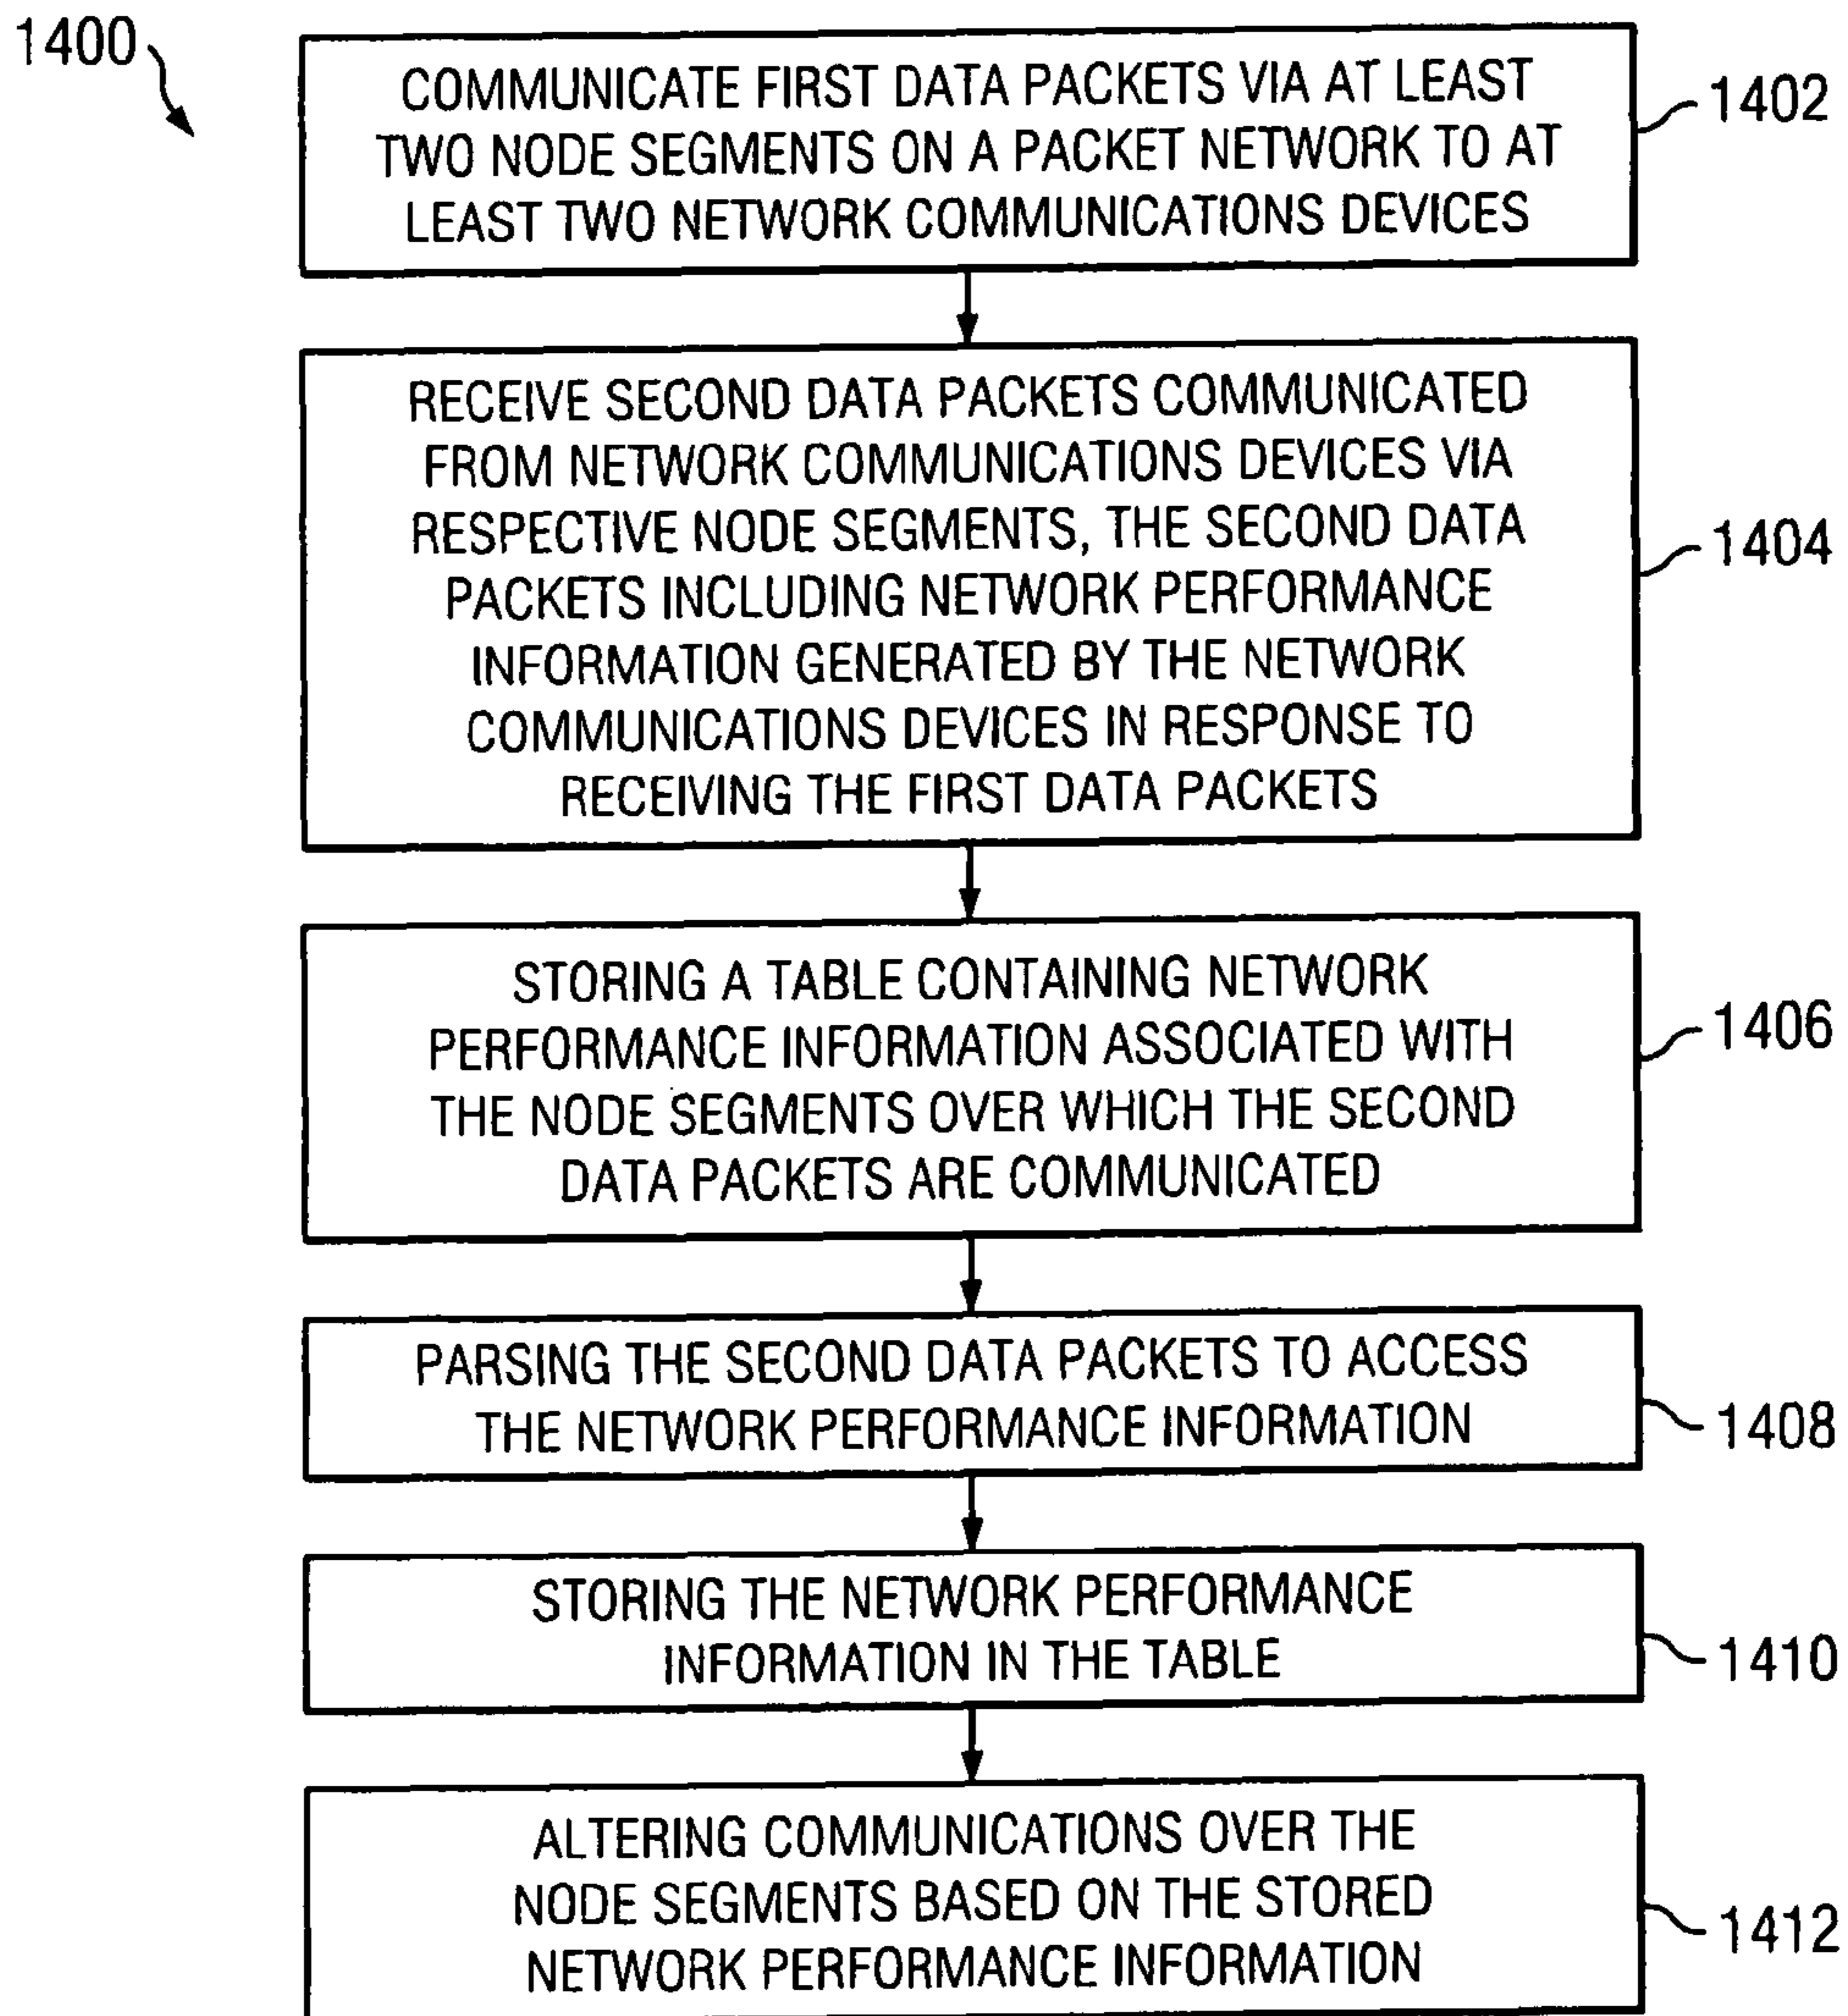 1400
COMMUNICATE FIRST DATA PACKETS VIA AT LEAST
TWO NODE SEGMENTS ON A PACKET NETWORK TO AT
LEAST TWO NETWORK COMMUNICATIONS DEVICES
1402
RECEIVE SECOND DATA PACKETS COMMUNICATED
FROM NETWORK COMMUNICATIONS DEVICES VIA
RESPECTIVE NODE SEGMENTS, THE SECOND DATA
PACKETS INCLUDING NETWORK PERFORMANCE
INFORMATION GENERATED BY THE NETWORK
COMMUNICATIONS DEVICES IN RESPONSE TO
RECEIVING THE FIRST DATA PACKETS
1404
STORING A TABLE CONTAINING NETWORK
PERFORMANCE INFORMATION ASSOCIATED WITH
THE NODE SEGMENTS OVER WHICH THE SECOND
DATA PACKETS ARE COMMUNICATED
1406
PARSING THE SECOND DATA PACKETS TO ACCESS
THE NETWORK PERFORMANCE INFORMATION
1408
STORING THE NETWORK PERFORMANCE
INFORMATION IN THE TABLE
1410
ALTERING COMMUNICATIONS OVER THE
NODE SEGMENTS BASED ON THE STORED
NETWORK PERFORMANCE INFORMATION
1412